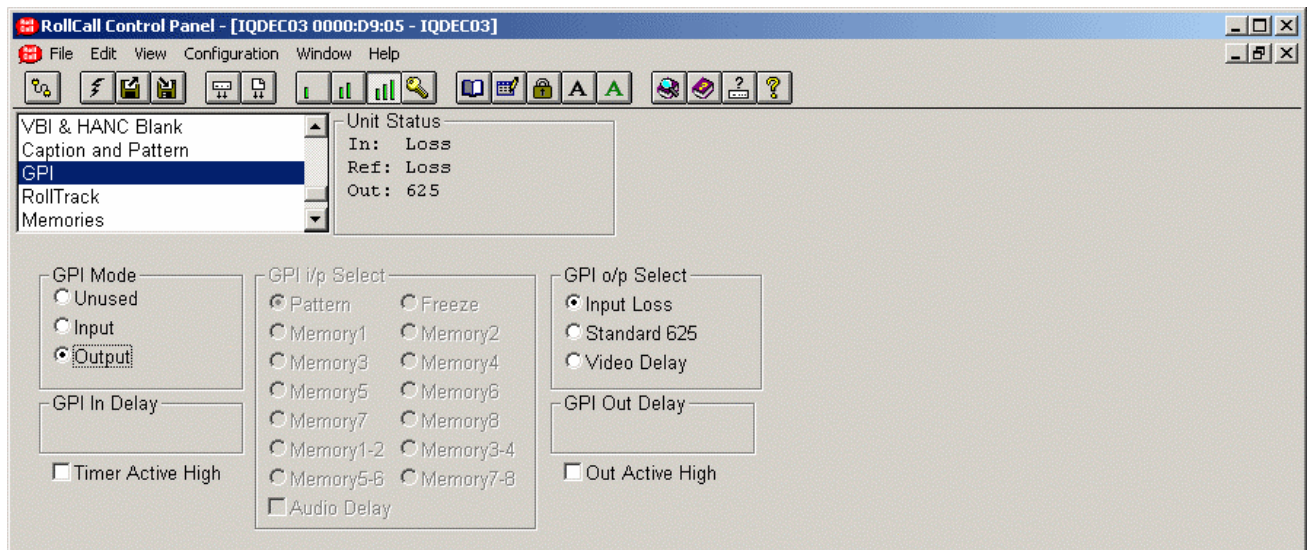 RollCall Control Panel - [IQDEC03 0000:D9:05 - IQDEC03]
File Edit View Configuration Window Help
VBI & HANC Blank
Caption and Pattern
GPI
RollTrack
Memories
Unit Status
In: Loss
Ref: Loss
Out: 625
GPI Mode
Unused
Input
Output
GPI In Delay
Timer Active High
GPI i/p Select
Pattern Freeze
Memory1 Memory2
Memory3 Memory4
Memory5 Memory6
Memory7 Memory8
Memory1-2 Memory3-4
Memory5-6 Memory7-8
Audio Delay
GPI o/p Select
Input Loss
Standard 625
Video Delay
GPI Out Delay
Out Active High